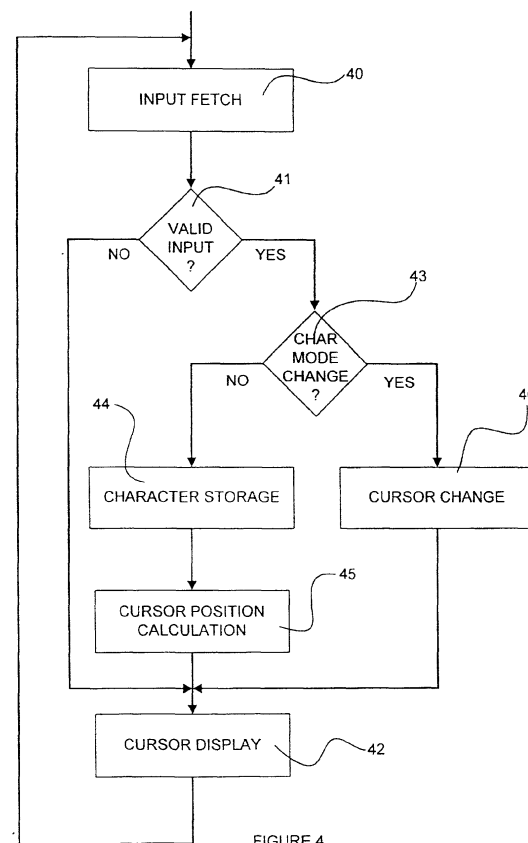 40
INPUT FETCH
41
VALID
INPUT
?
NO
YES
43
CHAR
MODE
CHANGE
?
NO
YES
44
CHARACTER STORAGE
CURSOR CHANGE
45
CURSOR POSITION
CALCULATION
CURSOR DISPLAY
42
FIGURE 4